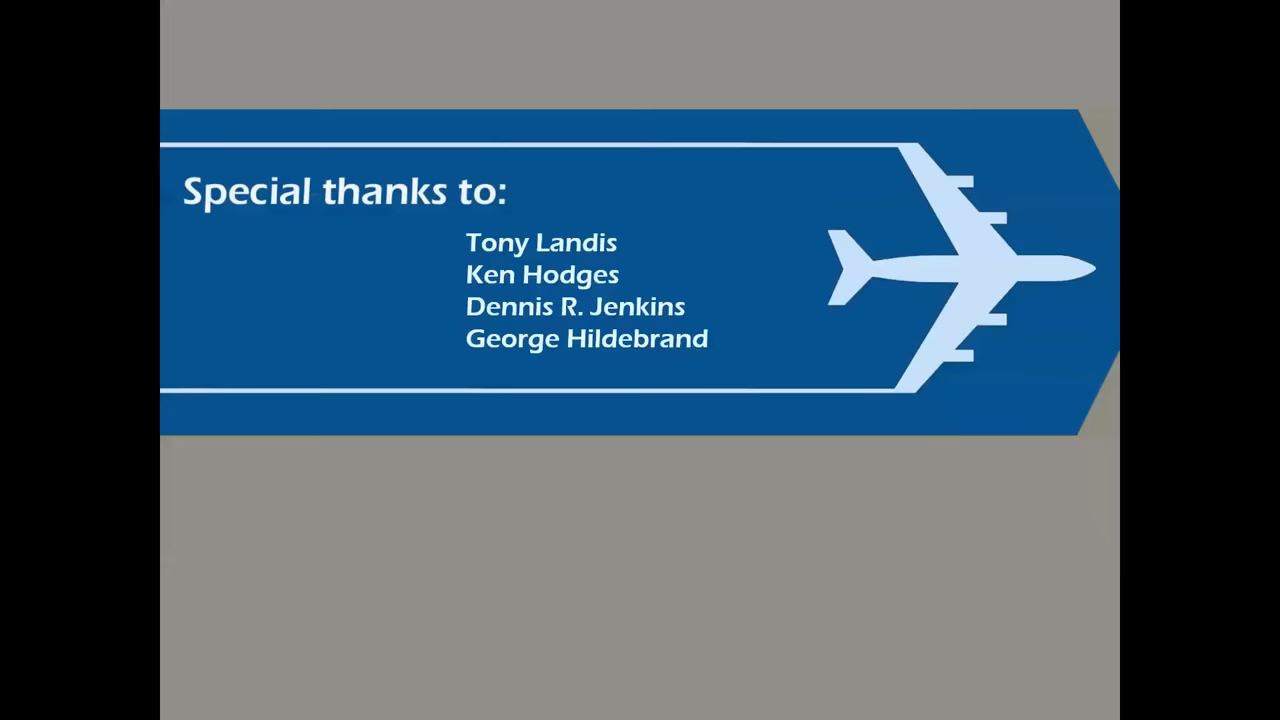 Special thanks to:
Tony Landis
Ken Hodges
Dennis R. Jenkins
George Hildebrand